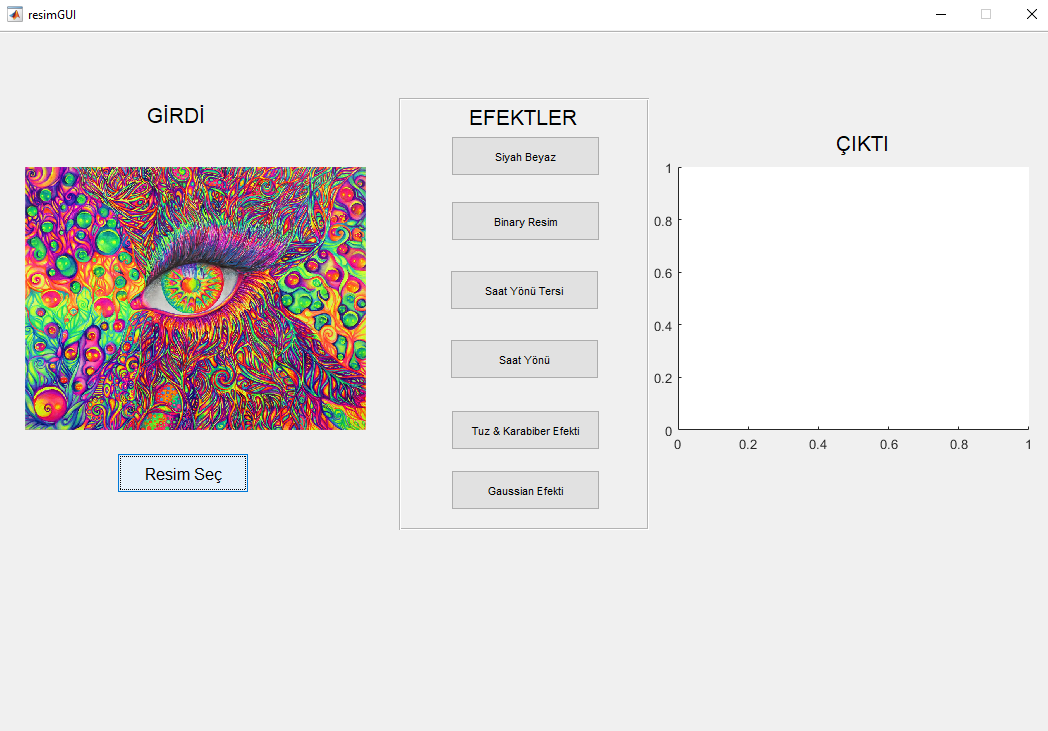 resimGUI
GİRDİ
Resim Seç
EFEKTLER
Siyah Beyaz
Binary Resim
Saat Yönü Tersi
Saat Yönü
Tuz & Karabiber Efekti
Gaussian Efekti
ÇIKTI
1
0.8
0.6
0.4
0.2
0
0 0.2 0.4 0.6 0.8 1